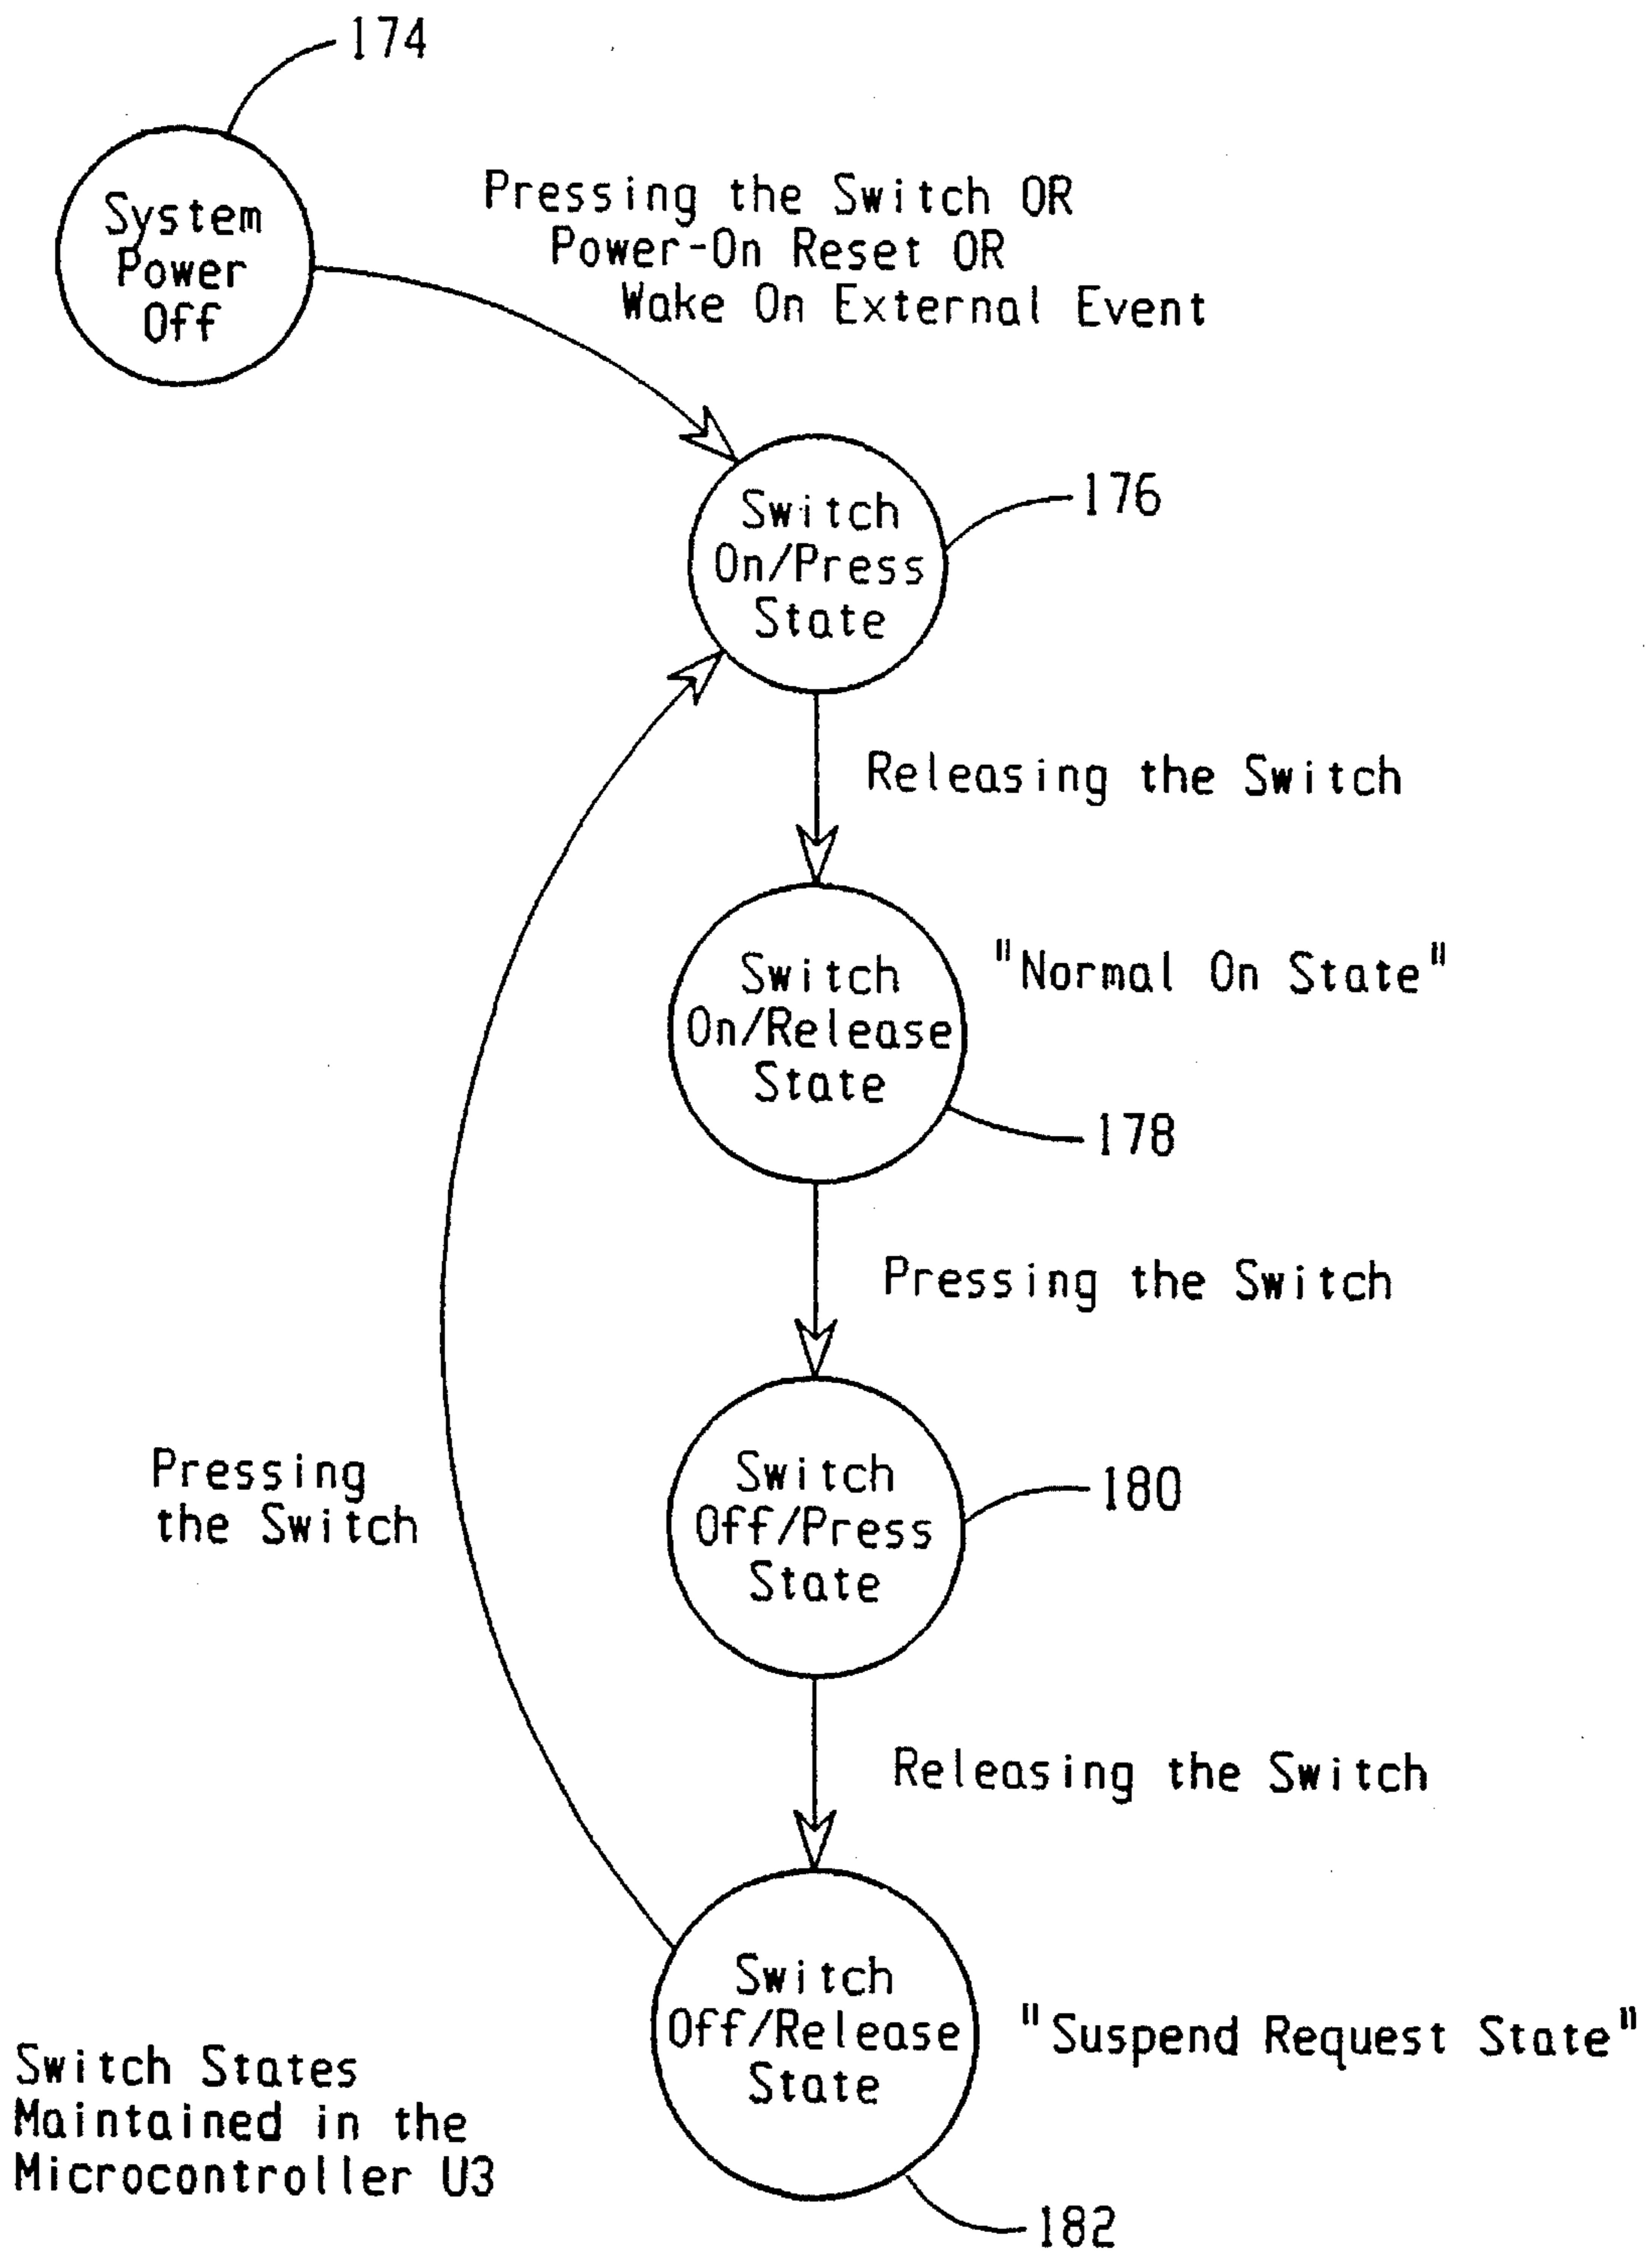 174
System
Power
Off
Pressing the Switch OR
Power-On Reset OR
Wake On External Event
Switch
On/Press
State
176
Releasing the Switch
Switch
On/Release
State
"Normal On State"
178
Pressing the Switch
Pressing
the Switch
Switch
Off/Press
State
180
Releasing the Switch
Switch
Off/Release
State
"Suspend Request State"
182
Switch States
Maintained in the
Microcontroller U3